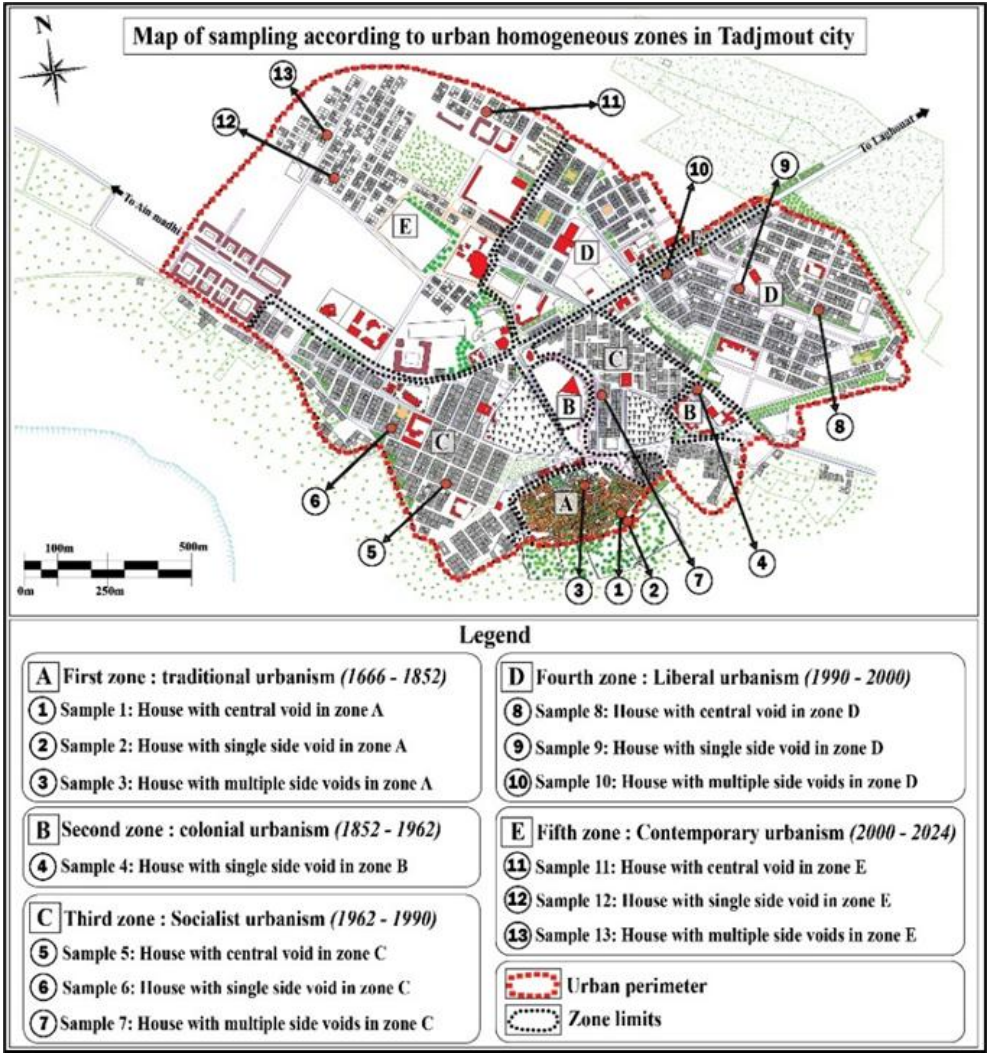 Map of sampling according to urban homogeneous zones in Tadjmout city
N
13
11
12
To Laghouat
9
10
To Ain madhi
E
D
D
C
B
B
8
C
6
A
5
3
1
2
7
4
100m
500m
0m
250m
Legend
A First zone : traditional urbanism (1666 - 1852)
1 Sample 1: House with central void in zone A
2 Sample 2: House with single side void in zone A
3 Sample 3: House with multiple side voids in zone A
B Second zone : colonial urbanism (1852 - 1962)
4 Sample 4: House with single side void in zone B
C Third zone : Socialist urbanism (1962 - 1990)
5 Sample 5: House with central void in zone C
6 Sample 6: House with single side void in zone C
7 Sample 7: House with multiple side voids in zone C
D Fourth zone : Liberal urbanism (1990 - 2000)
8 Sample 8: House with central void in zone D
9 Sample 9: House with single side void in zone D
10 Sample 10: House with multiple side voids in zone D
E Fifth zone : Contemporary urbanism (2000 - 2024)
11 Sample 11: House with central void in zone E
12 Sample 12: House with single side void in zone E
13 Sample 13: House with multiple side voids in zone E
Urban perimeter
Zone limits